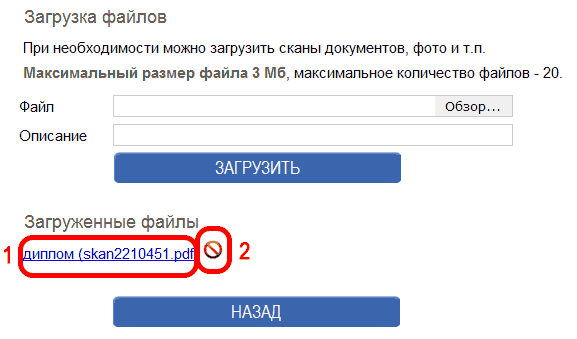 Загрузка файлов
При необходимости можно загрузить сканы документов, фото и т.п.
Максимальный размер файла 3 Мб, максимальное количество файлов - 20.
Файл Обзор...
Описание
ЗАГРУЗИТЬ
Загруженные файлы
1 диплом (skan2210451.pdf 2
НАЗАД